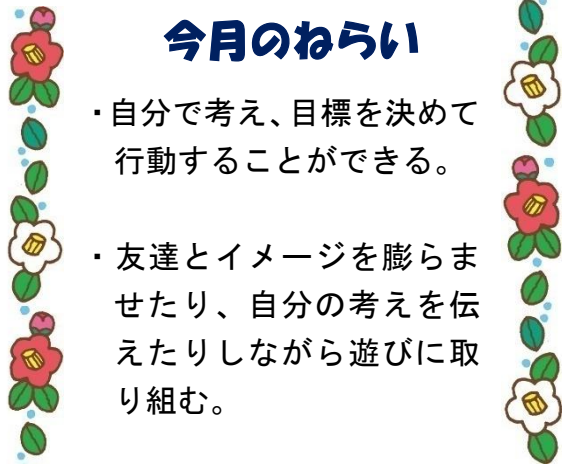 今月のねらい
・自分で考え、目標を決めて
行動することができる。
・友達とイメージを膨らま
せたり、自分の考えを伝
えたりしながら遊びに取
り組む。